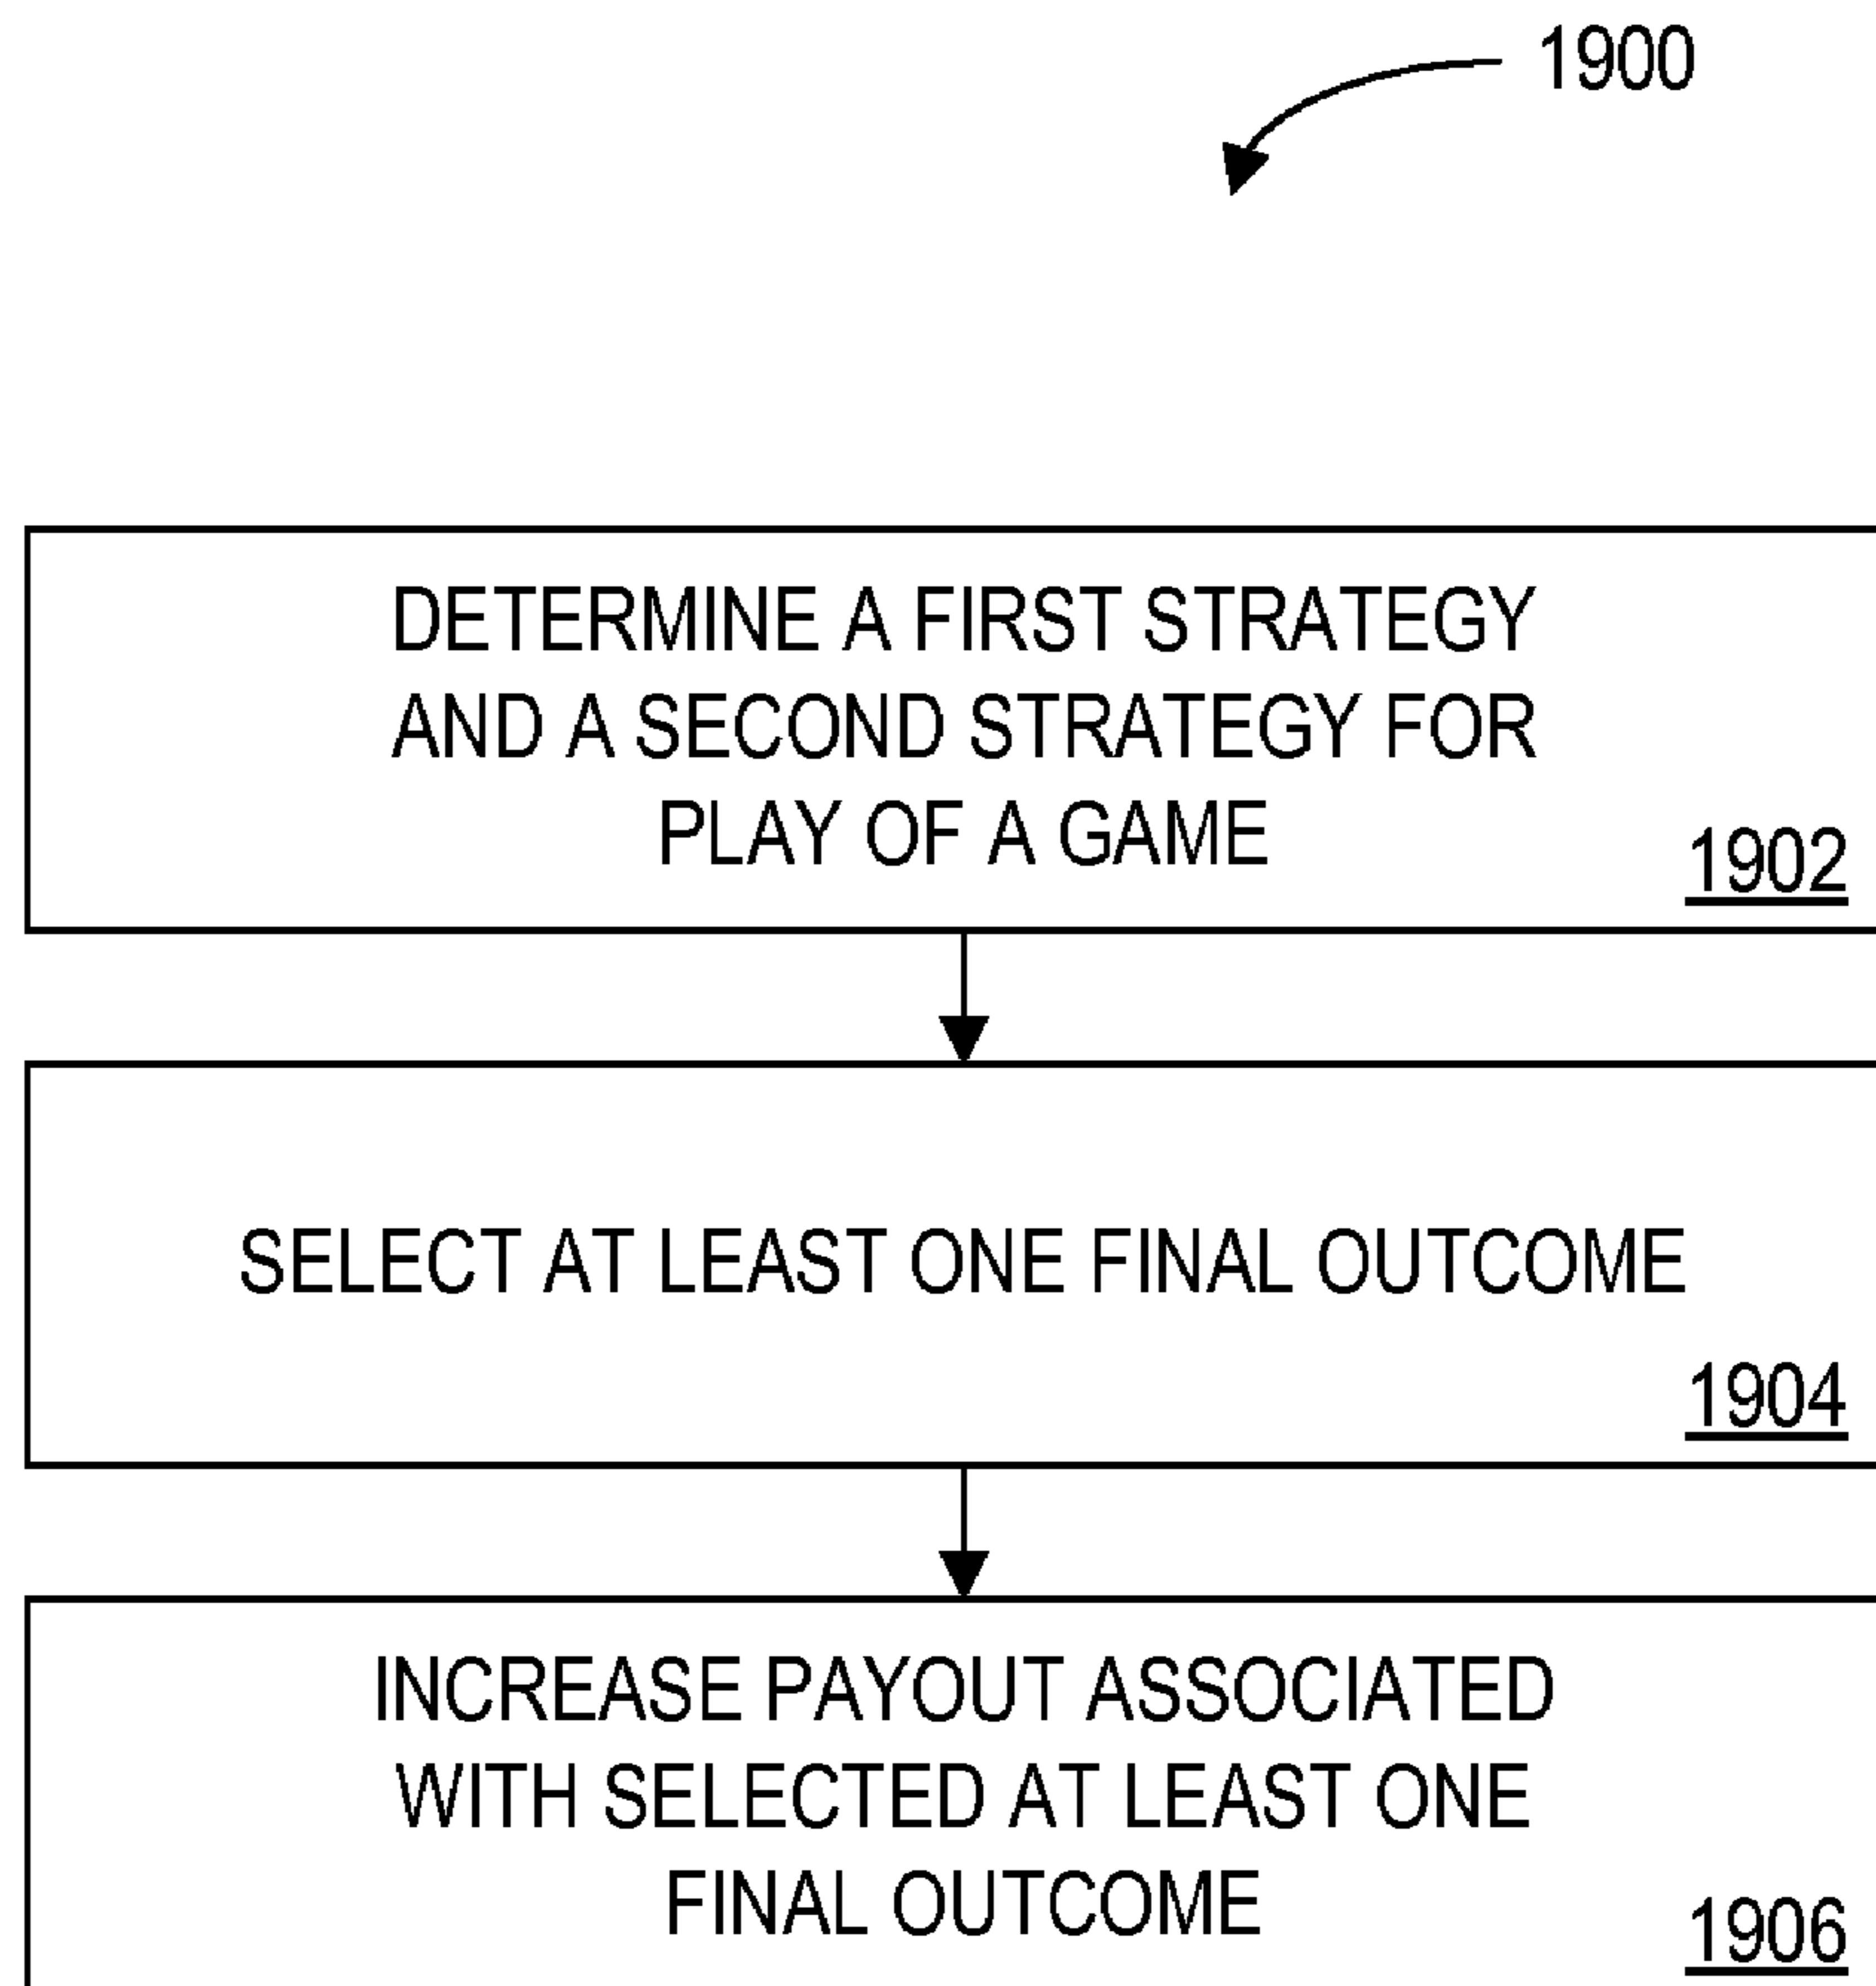 1900
DETERMINE A FIRST STRATEGY
AND A SECOND STRATEGY FOR
PLAY OF A GAME
1902
SELECT AT LEAST ONE FINAL OUTCOME
1904
INCREASE PAYOUT ASSOCIATED
WITH SELECTED AT LEAST ONE
FINAL OUTCOME
1906